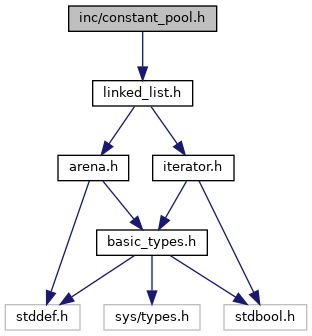 inc/constant_pool.h
linked_list.h
arena.h
iterator.h
basic_types.h
stddef.h
sys/types.h
stdbool.h